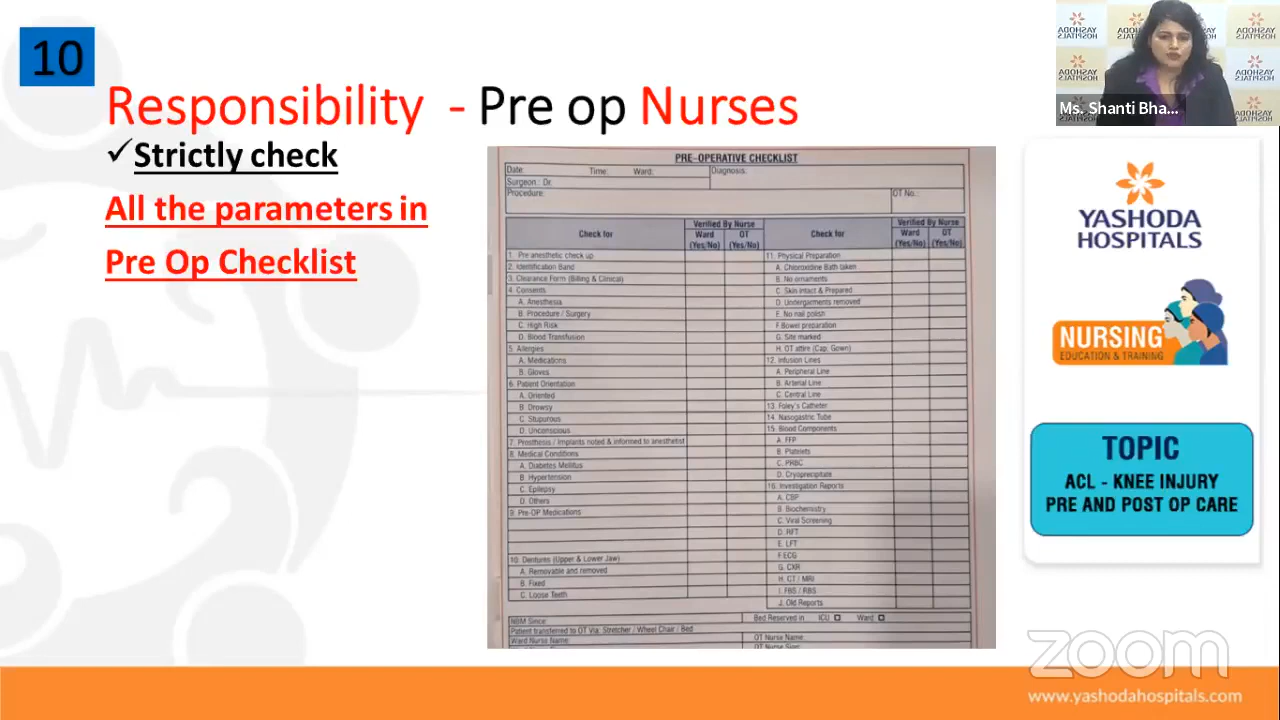 10
Responsibility - Pre op Nurses
✓Strictly check
All the parameters in
Pre Op Checklist
PRE-OPERATIVE CHECKLIST
Date: Time: Ward: Diagnosis:
Surgeon: Dr.
Procedure: OT No.:
Check for
Verified By Nurse
Ward (Yes/No)
OT (Yes/No)
1. Pre anesthetic check up
2. Identification Band
3. Clearance Form (Billing & Clinical)
4. Consents
A. Anesthesia
B. Procedure / Surgery
C. High Risk
D. Blood Transfusion
5. Allergies
A. Medications
B. Gloves
6. Patient Orientation
A. Oriented
B. Drowsy
C. Stupurous
D. Unconscious
7. Prosthesis / Implants noted & informed to anesthetist
8. Medical Conditions
A. Diabetes Mellitus
B. Hypertension
C. Epilepsy
D. Others
9. Pre-OP Medications
10. Dentures (Upper & Lower Jaw)
A. Removable and removed
B. Fixed
C. Loose Teeth
Check for
Verified By Nurse
Ward (Yes/No)
OT (Yes/No)
11. Physical Preparation
A. Chloroxidine Bath taken
B. No ornaments
C. Skin intact & Prepared
D. Undergarments removed
E. No nail polish
F. Bowel preparation
G. Site marked
H. OT attire (Cap, Gown)
12. Infusion Lines
A. Peripheral Line
B. Arterial Line
C. Central Line
13. Foley's Catheter
14. Nasogastric Tube
15. Blood Components
A. FFP
B. Platelets
C. PRBC
D. Cryoprecipitate
16. Investigation Reports
A. CBP
B. Biochemistry
C. Viral Screening
D. RFT
E. LFT
F. ECG
G. CXR
H. CT / MRI
I. FBS / RBS
J. Old Reports
NBM Since: Bed Reserved in ICU Ward
Patient transferred to OT Via: Stretcher / Wheel Chair / Bed
Ward Nurse Name: OT Nurse Name:
OT Nurse Sign:
YASHODA
HOSPITALS
Ms. Shanti Bha...
YASHODA
HOSPITALS
NURSING
EDUCATION & TRAINING
TOPIC
ACL - KNEE INJURY
PRE AND POST OP CARE
zoom
www.yashodahospitals.com